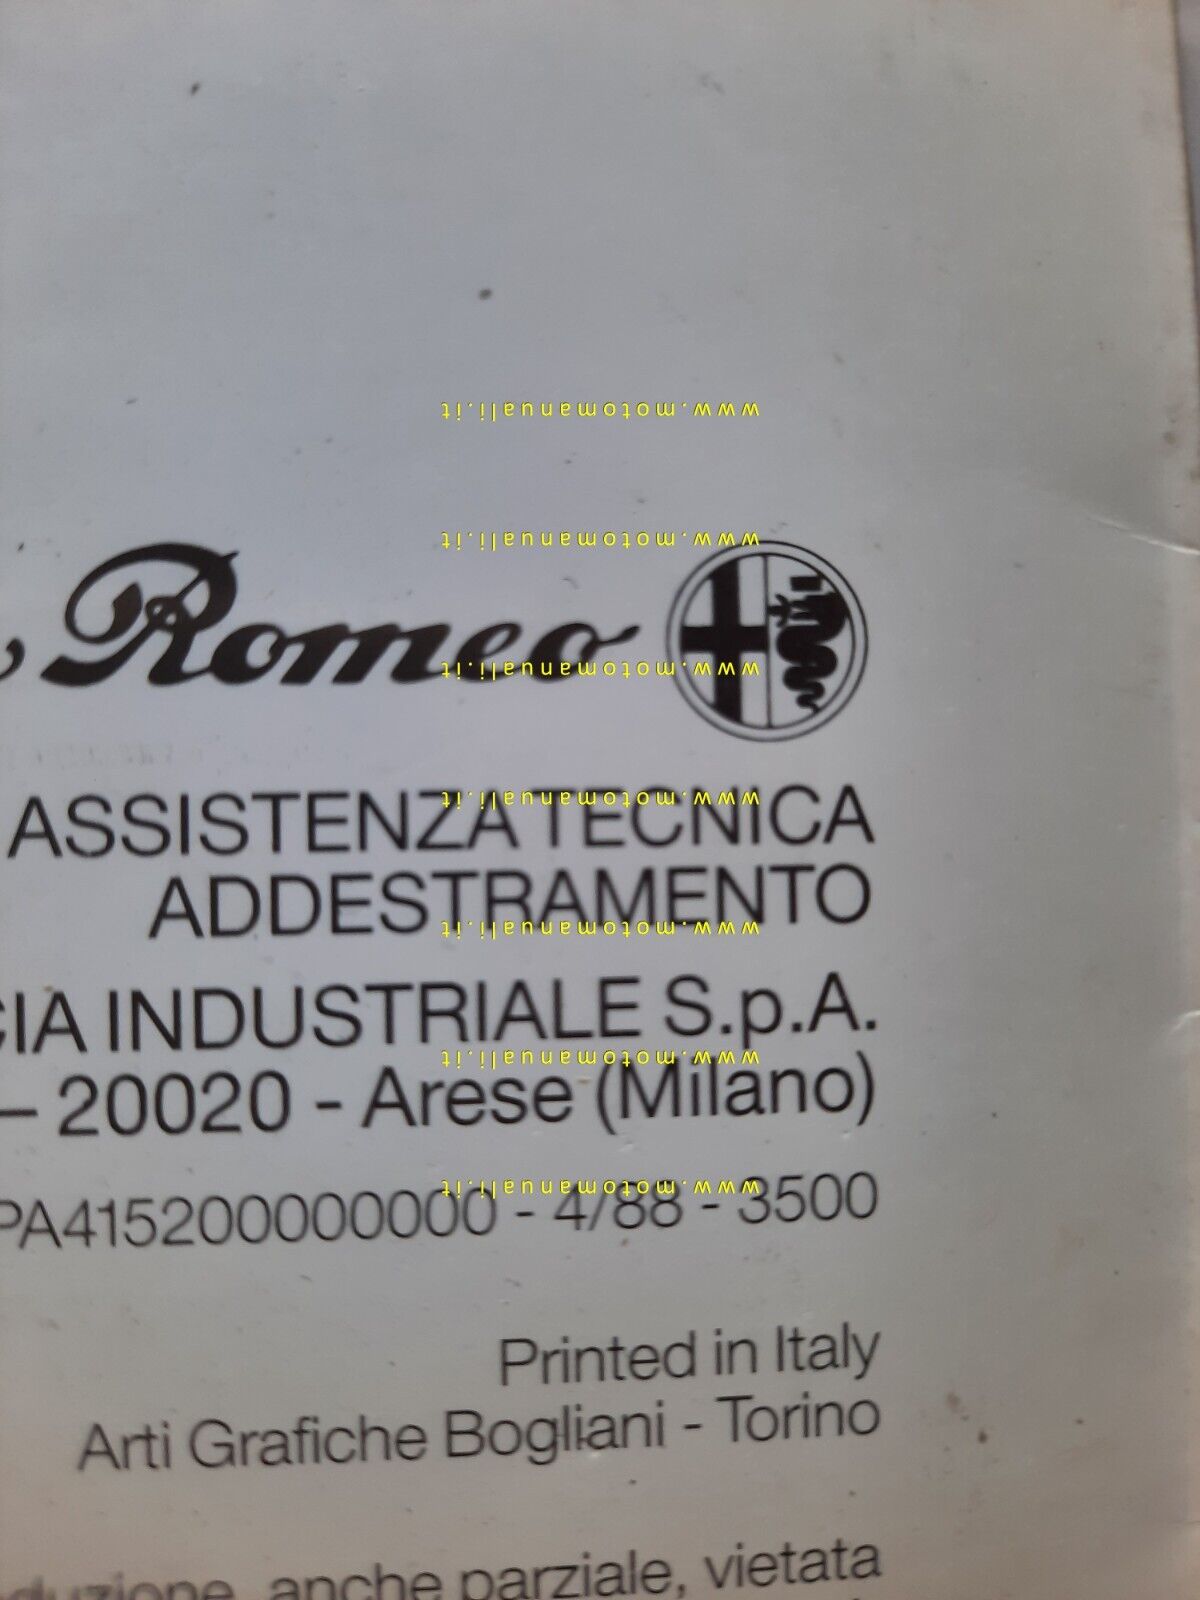 www.motomanuali.it
www.motomanuali.it
Romeo
www.motomanuali.it
ASSISTENZA TECNICA
www.motomanuali.it
ADDESTRAMENTO
www.motomanuali.it
CIA INDUSTRIALE S.p.A.
www.motomanuali.it
– 20020 - Arese (Milano)
www.motomanuali.it
PA415200000000 - 4/88 - 3500
Printed in Italy
Arti Grafiche Bogliani - Torino
duzione, anche parziale, vietata